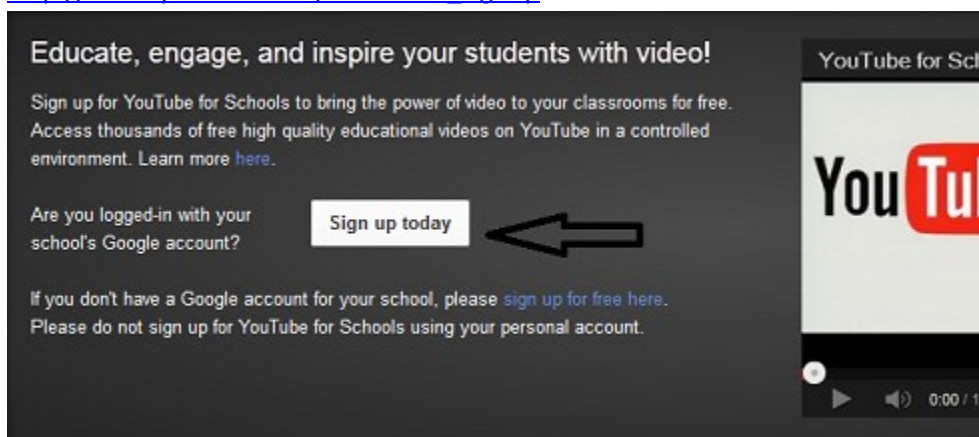 Educate, engage, and inspire your students with video!
Sign up for YouTube for Schools to bring the power of video to your classrooms for free.
Access thousands of free high quality educational videos on YouTube in a controlled
environment. Learn more here.
Are you logged-in with your
school's Google account?
Sign up today
If you don't have a Google account for your school, please sign up for free here.
Please do not sign up for YouTube for Schools using your personal account.
YouTube for Sch
You Tu
0:00 / 1